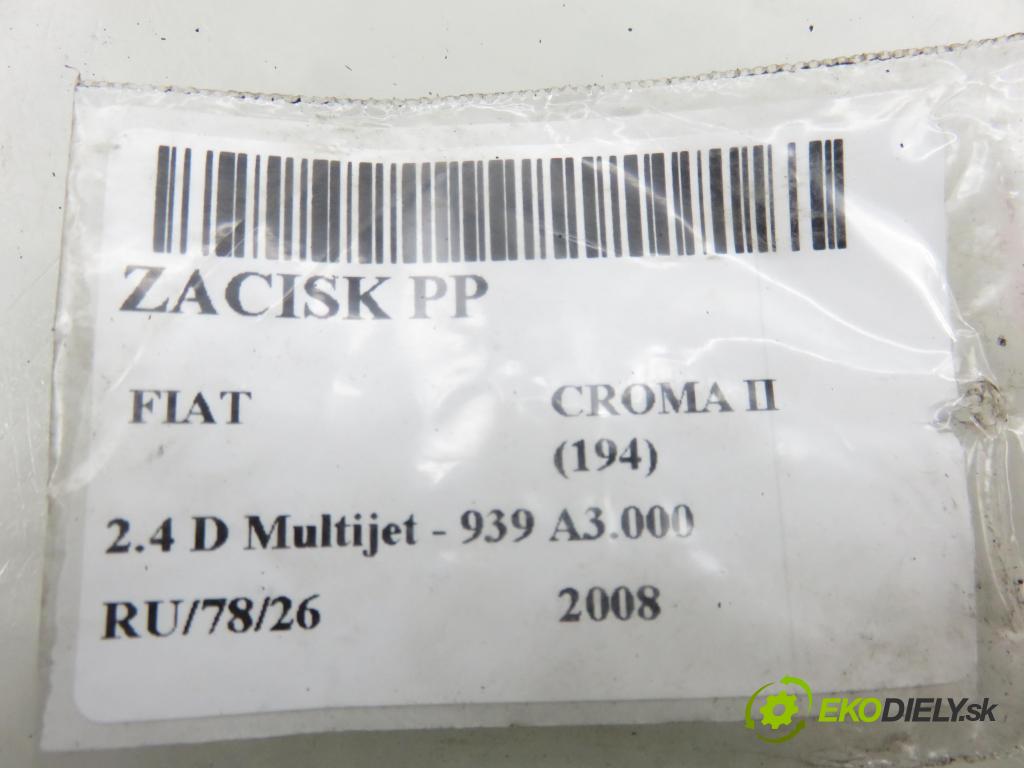 ZACISK PP
FIAT CROMA II
(194)
2.4 D Multijet - 939 A3.000
RU/78/26 2008
EKODIELY.sk